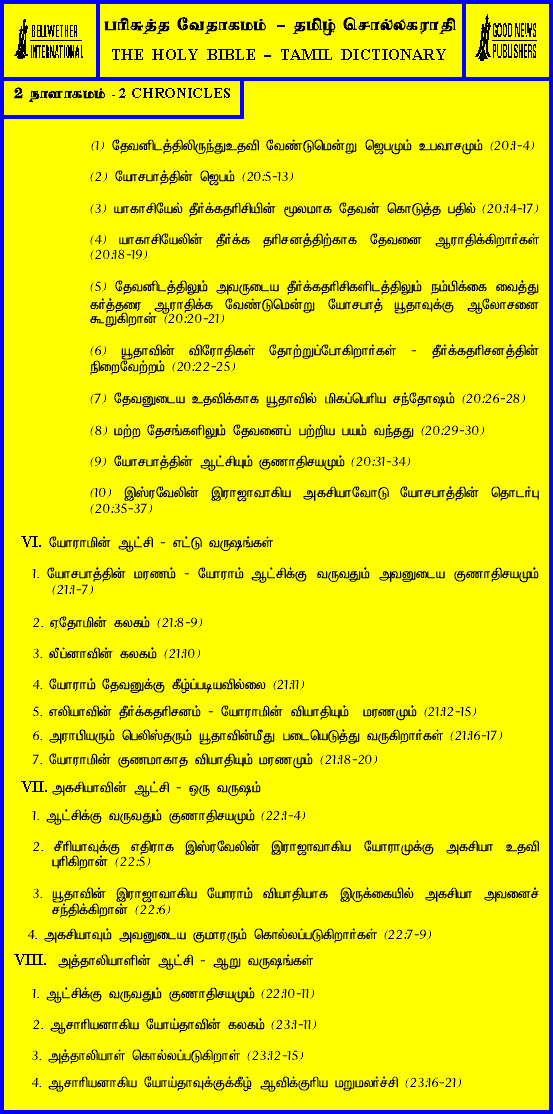 BELLWETHER
INTERNATIONAL
பரிசுத்த வேதாகமம் – தமிழ் சொல்லகராதி
THE HOLY BIBLE – TAMIL DICTIONARY
GOOD NEWS
PUBLISHERS
2 நாளாகமம் - 2 CHRONICLES
(1) தேவனிடத்திலிருந்துஉதவி வேண்டுமென்று ஜெபமும் உபவாசமும் (20:1-4)
(2) யோசபாத்தின் ஜெபம் (20:5-13)
(3) யாகாசியேல் தீர்க்கதரிசியின் மூலமாக தேவன் கொடுத்த பதில் (20:14-17)
(4) யாகாசியேலின் தீர்க்க தரிசனத்திற்காக தேவனை ஆராதிக்கிறார்கள்
(20:18-19)
(5) தேவனிடத்திலும் அவருடைய தீர்க்கதரிசிகளிடத்திலும் நம்பிக்கை வைத்து
கர்த்தரை ஆராதிக்க வேண்டுமென்று யோசபாத் யூதாவுக்கு ஆலோசனை
கூறுகிறான் (20:20-21)
(6) யூதாவின் விரோதிகள் தோற்றுப்போகிறார்கள் - தீர்க்கதரிசனத்தின்
நிறைவேற்றம் (20:22-25)
(7) தேவனுடைய உதவிக்காக யூதாவில் மிகப்பெரிய சந்தோஷம் (20:26-28)
(8) மற்ற தேசங்களிலும் தேவனைப் பற்றிய பயம் வந்தது (20:29-30)
(9) யோசபாத்தின் ஆட்சியும் குணாதிசயமும் (20:31-34)
(10) இஸ்ரவேலின் இராஜாவாகிய அகசியாவோடு யோசபாத்தின் தொடர்பு
(20:35-37)
VI. யோராமின் ஆட்சி - எட்டு வருஷங்கள்
1. யோசபாத்தின் மரணம் - யோராம் ஆட்சிக்கு வருவதும் அவனுடைய குணாதிசயமும்
(21:1-7)
2. ஏதோமின் கலகம் (21:8-9)
3. லீப்னாவின் கலகம் (21:10)
4. யோராம் தேவனுக்கு கீழ்ப்படியவில்லை (21:11)
5. எலியாவின் தீர்க்கதரிசனம் - யோராமின் வியாதியும் மரணமும் (21:12-15)
6. அராபியரும் பெலிஸ்தரும் யூதாவின்மீது படையெடுத்து வருகிறார்கள் (21:16-17)
7. யோராமின் குணமாகாத வியாதியும் மரணமும் (21:18-20)
VII. அகசியாவின் ஆட்சி - ஒரு வருஷம்
1. ஆட்சிக்கு வருவதும் குணாதிசயமும் (22:1-4)
2. சீரியாவுக்கு எதிராக இஸ்ரவேலின் இராஜாவாகிய யோராமுக்கு அகசியா உதவி
புரிகிறான் (22:5)
3. யூதாவின் இராஜாவாகிய யோராம் வியாதியாக இருக்கையில் அகசியா அவனைச்
சந்திக்கிறான் (22:6)
4. அகசியாவும் அவனுடைய குமாரரும் கொல்லப்படுகிறார்கள் (22:7-9)
VIII. அத்தாலியாளின் ஆட்சி - ஆறு வருஷங்கள்
1. ஆட்சிக்கு வருவதும் குணாதிசயமும் (22:10-11)
2. ஆசாரியனாகிய யோய்தாவின் கலகம் (23:1-11)
3. அத்தாலியாள் கொல்லப்படுகிறாள் (23:12-15)
4. ஆசாரியனாகிய யோய்தாவுக்குக்கீழ் ஆவிக்குரிய மறுமலர்ச்சி (23:16-21)